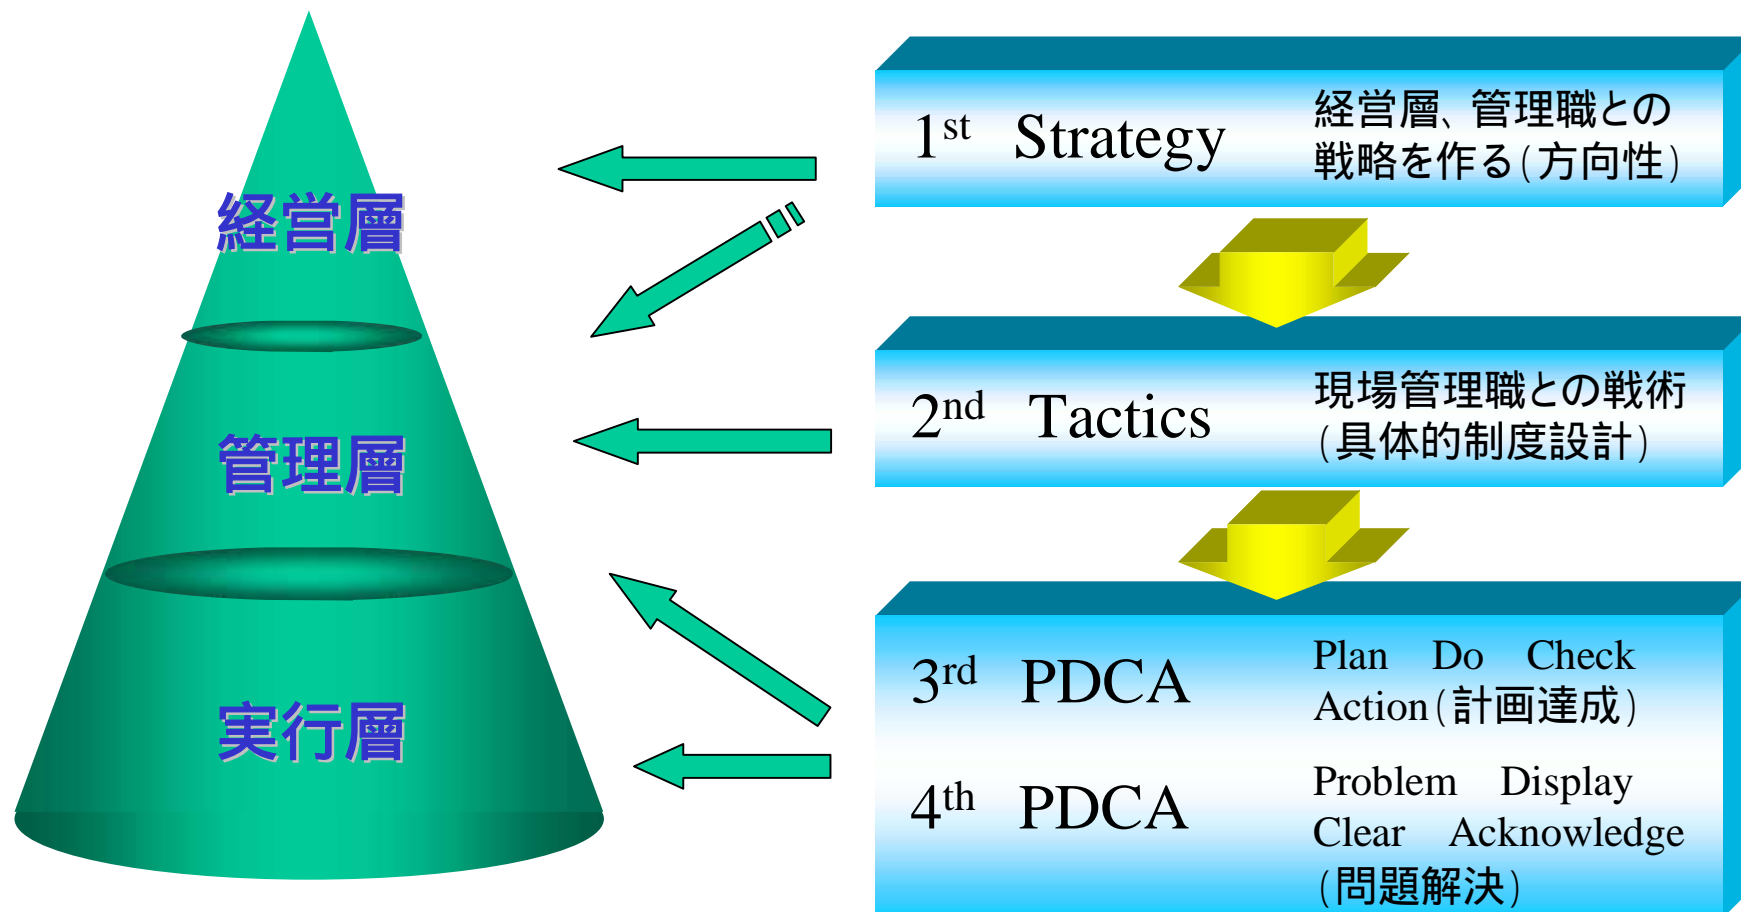 経営層
管理層
実行層
1st Strategy
経営層、管理職との
戦略を作る(方向性)
2nd Tactics
現場管理職との戦術
(具体的制度設計)
3rd PDCA
Plan Do Check
Action(計画達成)
4th PDCA
Problem Display
Clear Acknowledge
(問題解決)